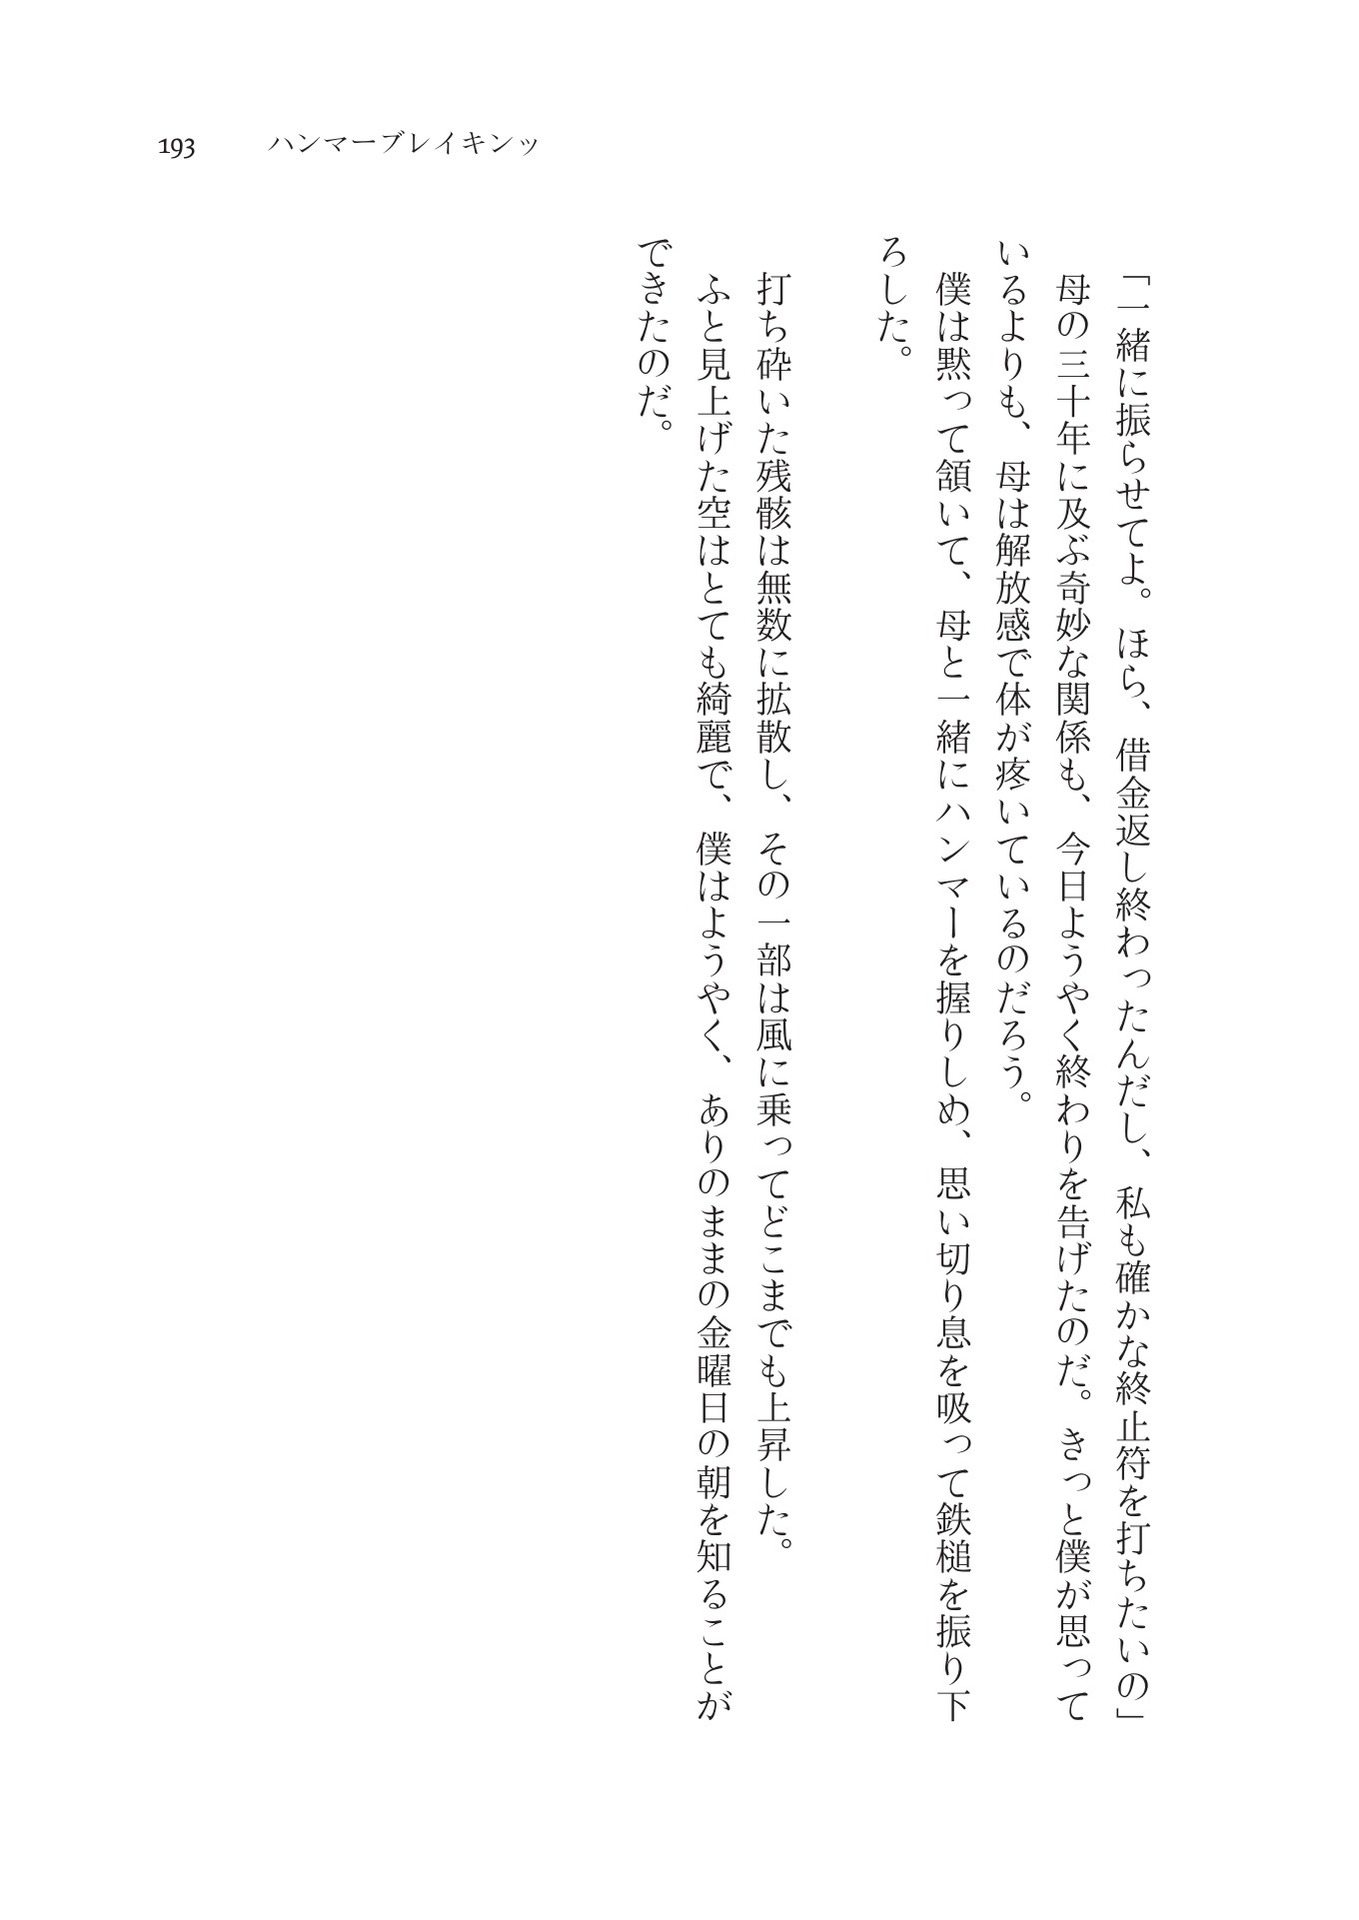 193 ハンマーブレイキンッ
「一緒に振らせてよ。ほら、借金返し終わったんだし、私も確かな終止符を打ちたいの」
母の三十年に及ぶ奇妙な関係も、今日ようやく終わりを告げたのだ。きっと僕が思って
いるよりも、母は解放感で体が疼いているのだろう。
僕は黙って頷いて、母と一緒にハンマーを握りしめ、思い切り息を吸って鉄槌を振り下
ろした。
打ち砕いた残骸は無数に拡散し、その一部は風に乗ってどこまでも上昇した。
ふと見上げた空はとても綺麗で、僕はようやく、ありのままの金曜日の朝を知ることが
できたのだ。